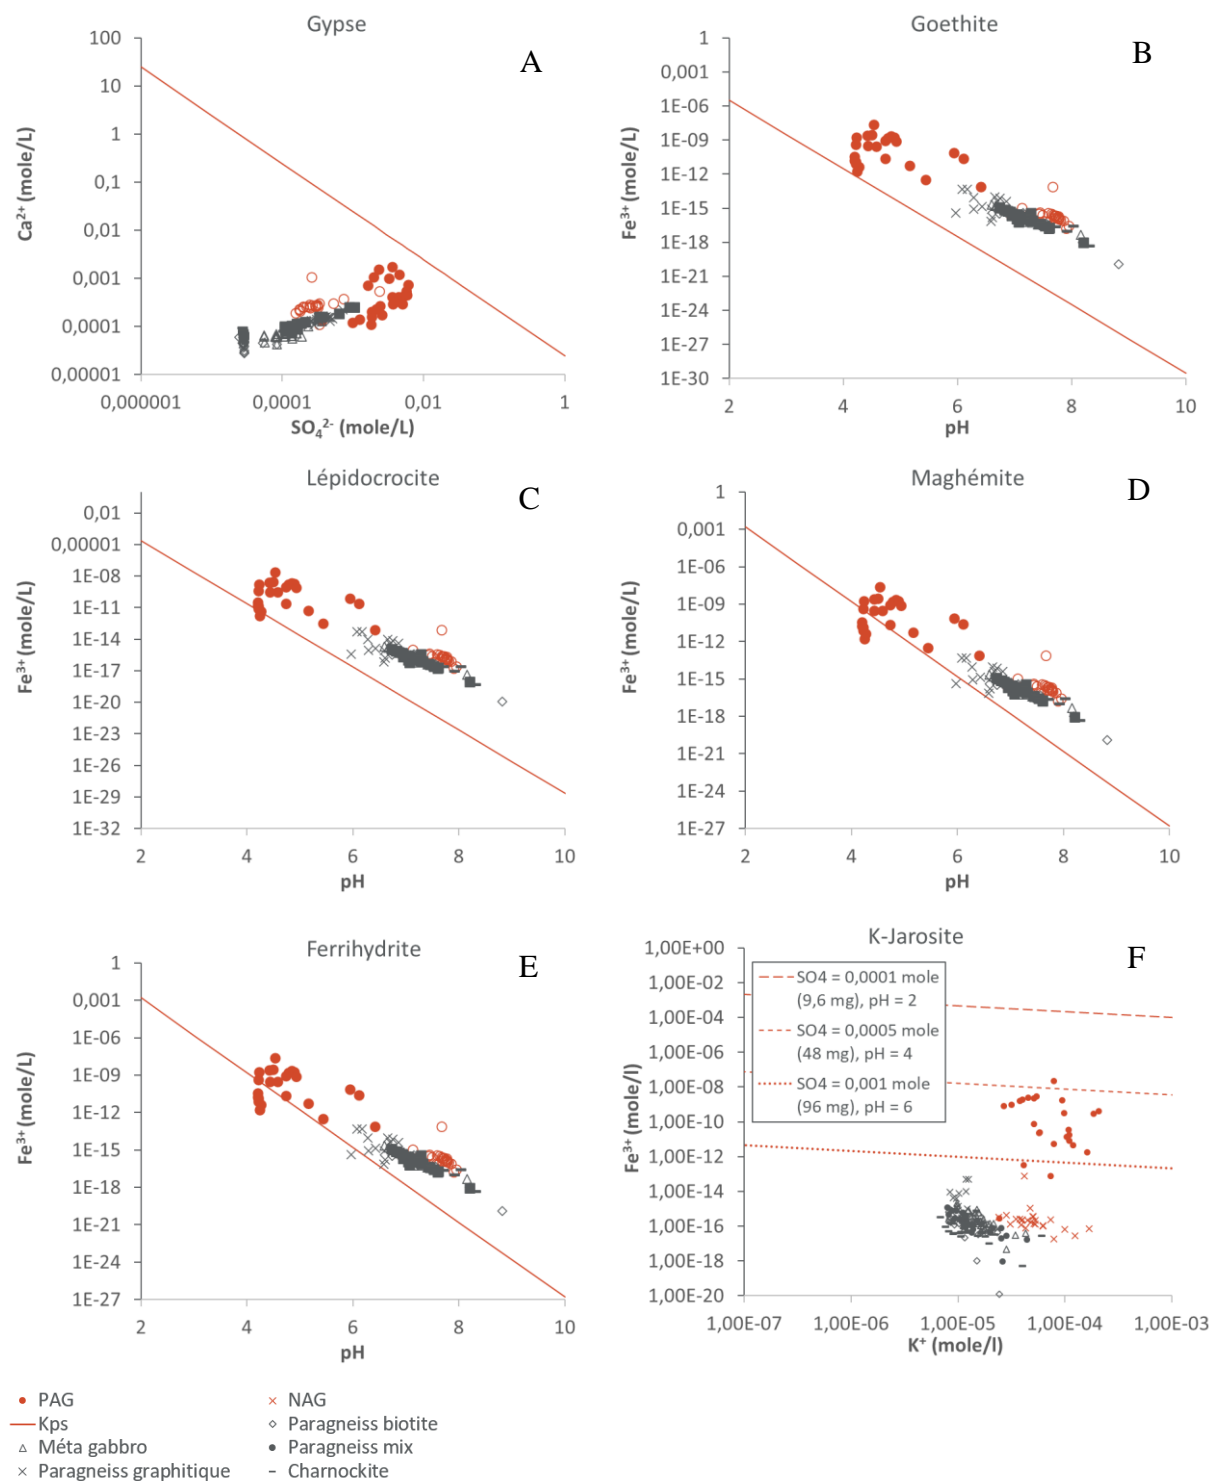 Gypse
A
100
10
1
0,1
0,01
0,001
0,0001
0,00001
Ca²⁺ (mole/L)
0,000001 0,0001 0,01 1
SO₄²⁻ (mole/L)
Goethite
B
1
0,001
1E-06
1E-09
1E-12
1E-15
1E-18
1E-21
1E-24
1E-27
1E-30
Fe³⁺ (mole/L)
2 4 6 8 10
pH
Lépidocrocite
C
0,01
0,00001
1E-08
1E-11
1E-14
1E-17
1E-20
1E-23
1E-26
1E-29
1E-32
Fe³⁺ (mole/L)
2 4 6 8 10
pH
Maghémite
D
1
0,001
1E-06
1E-09
1E-12
1E-15
1E-18
1E-21
1E-24
1E-27
Fe³⁺ (mole/L)
2 4 6 8 10
pH
Ferrihydrite
E
1
0,001
1E-06
1E-09
1E-12
1E-15
1E-18
1E-21
1E-24
1E-27
Fe³⁺ (mole/L)
2 4 6 8 10
pH
K-Jarosite
F
1,00E+00
1,00E-02
1,00E-04
1,00E-06
1,00E-08
1,00E-10
1,00E-12
1,00E-14
1,00E-16
1,00E-18
1,00E-20
Fe³⁺ (mole/l)
SO4 = 0,0001 mole
(9,6 mg), pH = 2
SO4 = 0,0005 mole
(48 mg), pH = 4
SO4 = 0,001 mole
(96 mg), pH = 6
1,00E-07 1,00E-06 1,00E-05 1,00E-04 1,00E-03
K⁺ (mole/l)
PAG
NAG
Kps
Paragneiss biotite
Méta gabbro
Paragneiss mix
Paragneiss graphitique
Charnockite